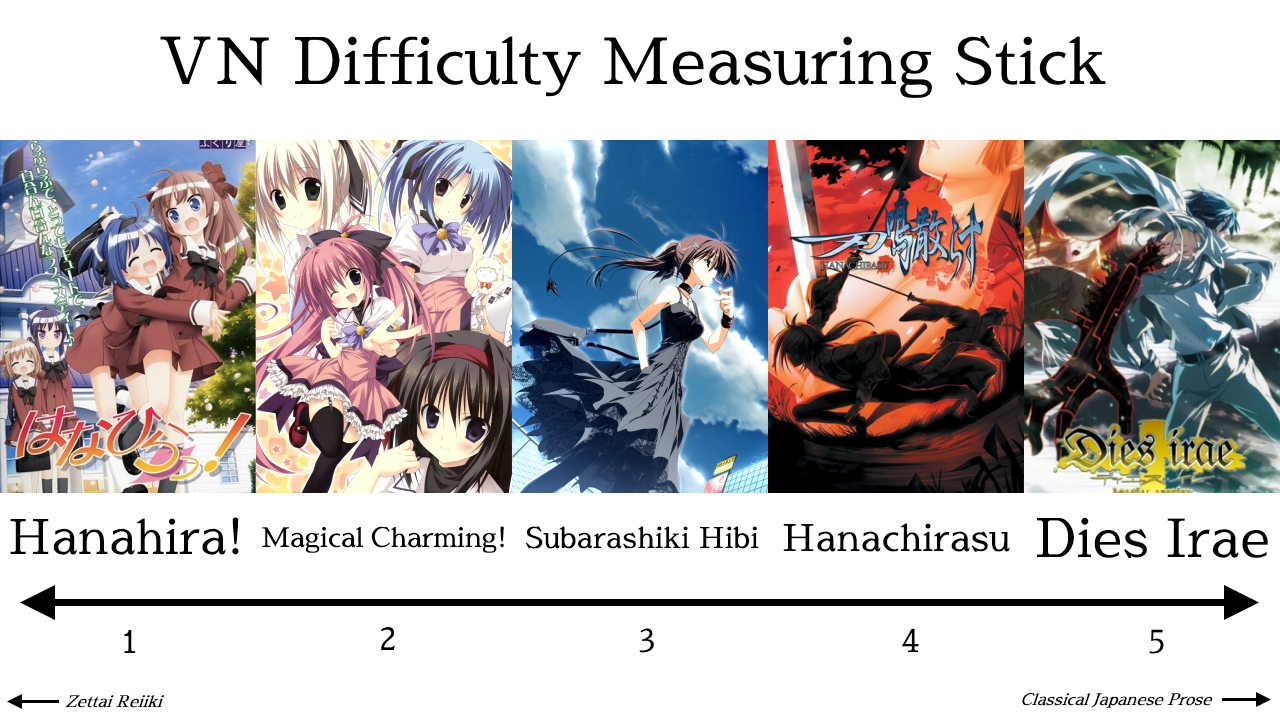 VN Difficulty Measuring Stick
はなひらっ!
刃鳴散らす
HANACHIRASU
Dies irae
Hanahira!
Magical Charming!
Subarashiki Hibi
Hanachirasu
Dies Irae
1
2
3
4
5
Zettai Reiiki
Classical Japanese Prose